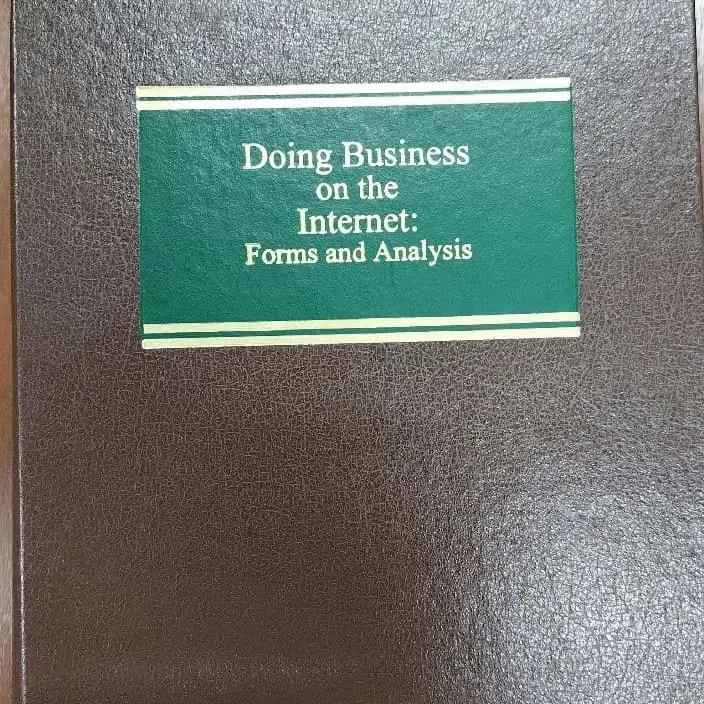 Doing Business
on the
Internet:
Forms and Analysis